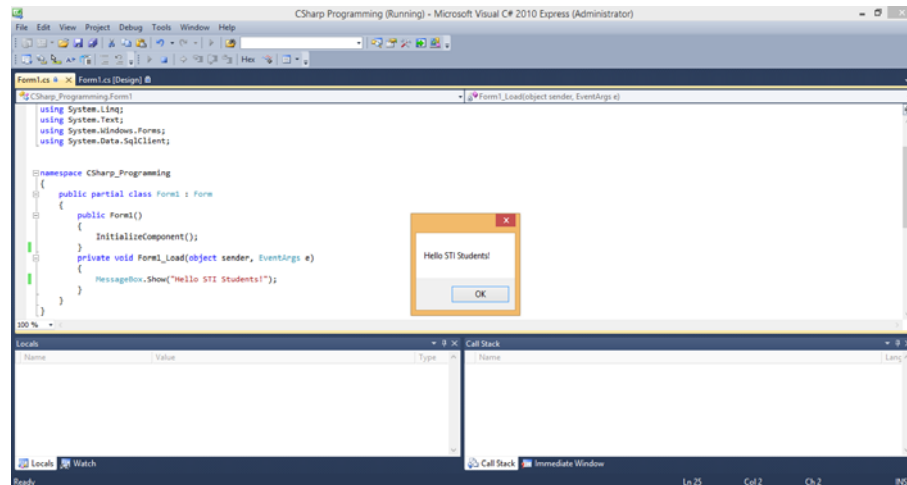 CSharp Programming (Running) - Microsoft Visual C# 2010 Express (Administrator)
File Edit View Project Debug Tools Window Help
Hex
Form1.cs Form1.cs [Design]
CSharp_Programming.Form1 Form1_Load(object sender, EventArgs e)
using System.Linq;
using System.Text;
using System.Windows.Forms;
using System.Data.SqlClient;
namespace CSharp_Programming
{
public partial class Form1 : Form
{
public Form1()
{
InitializeComponent();
}
private void Form1_Load(object sender, EventArgs e)
{
MessageBox.Show("Hello STI Students!");
}
}
}
Hello STI Students!
OK
100 %
Locals Call Stack
Name Value Type Name Lang
Locals Watch Call Stack Immediate Window
Ready Ln 25 Col 2 Ch 2 INS